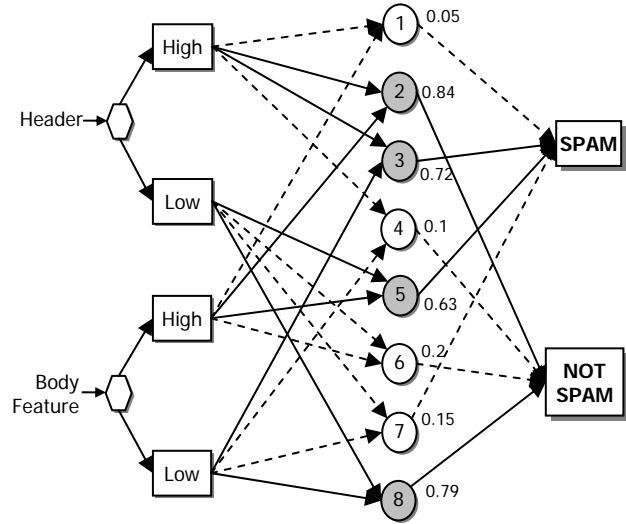 Header
High
Low
Body
Feature
High
Low
1 0.05
2 0.84
3 0.72
4 0.1
5 0.63
6 0.2
7 0.15
8 0.79
SPAM
NOT
SPAM